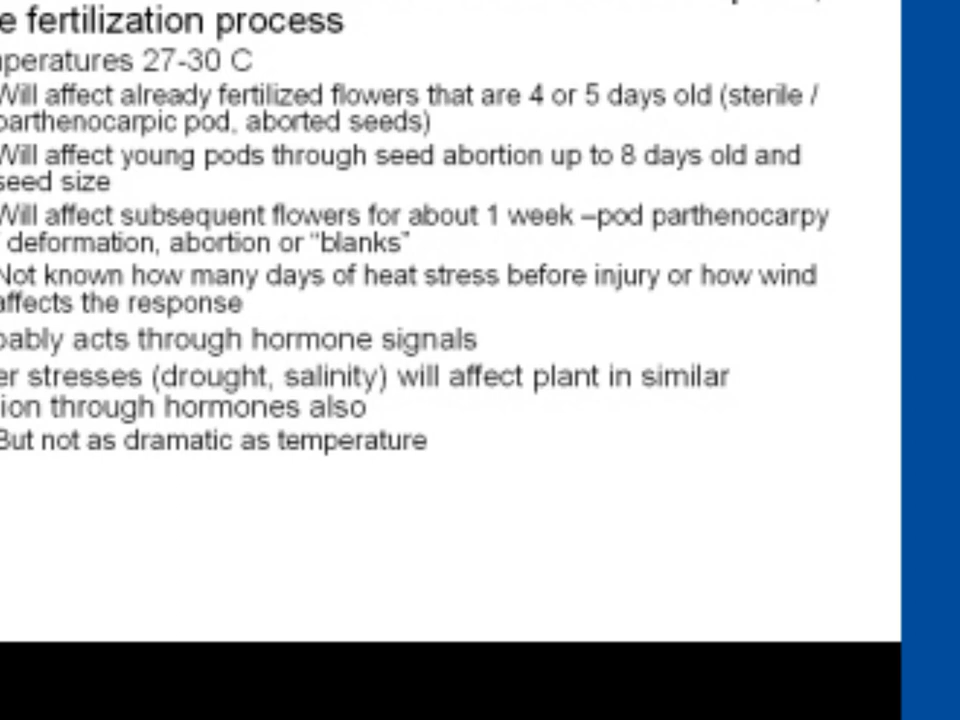 e fertilization process
peratures 27-30 C
Will affect already fertilized flowers that are 4 or 5 days old (sterile /
parthenocarpic pod, aborted seeds)
Will affect young pods through seed abortion up to 8 days old and
seed size
Will affect subsequent flowers for about 1 week –pod parthenocarpy
/ deformation, abortion or “blanks”
Not known how many days of heat stress before injury or how wind
affects the response
bably acts through hormone signals
er stresses (drought, salinity) will affect plant in similar
ion through hormones also
But not as dramatic as temperature